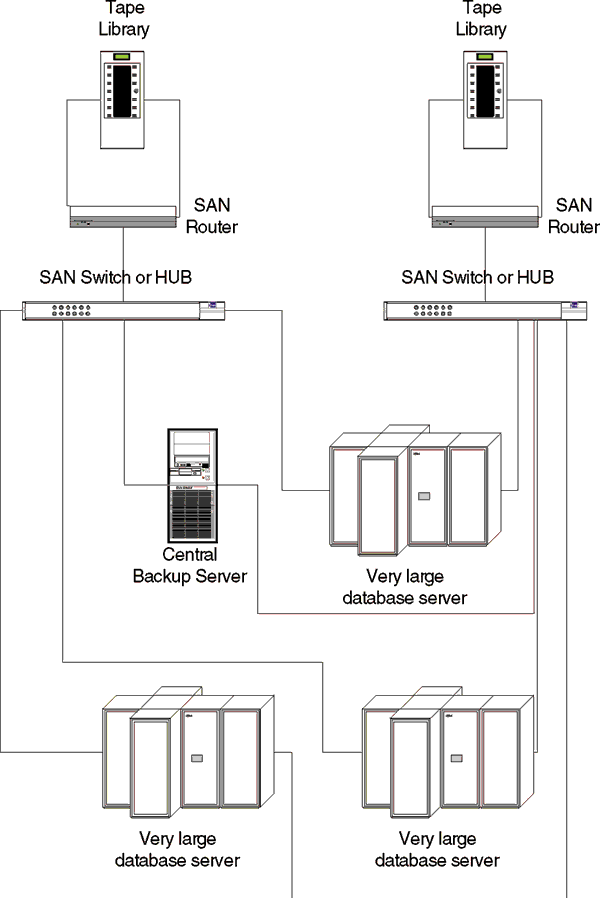 Tape
Library
Tape
Library
SAN
Router
SAN
Router
SAN Switch or HUB
SAN Switch or HUB
Central
Backup Server
Very large
database server
Very large
database server
Very large
database server